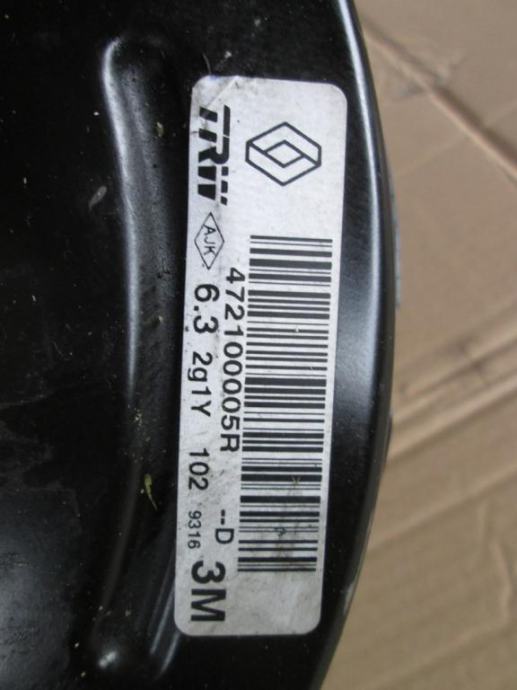 TRW
AJK
472100005R --D
6.3 2g1Y 102 9316 3M